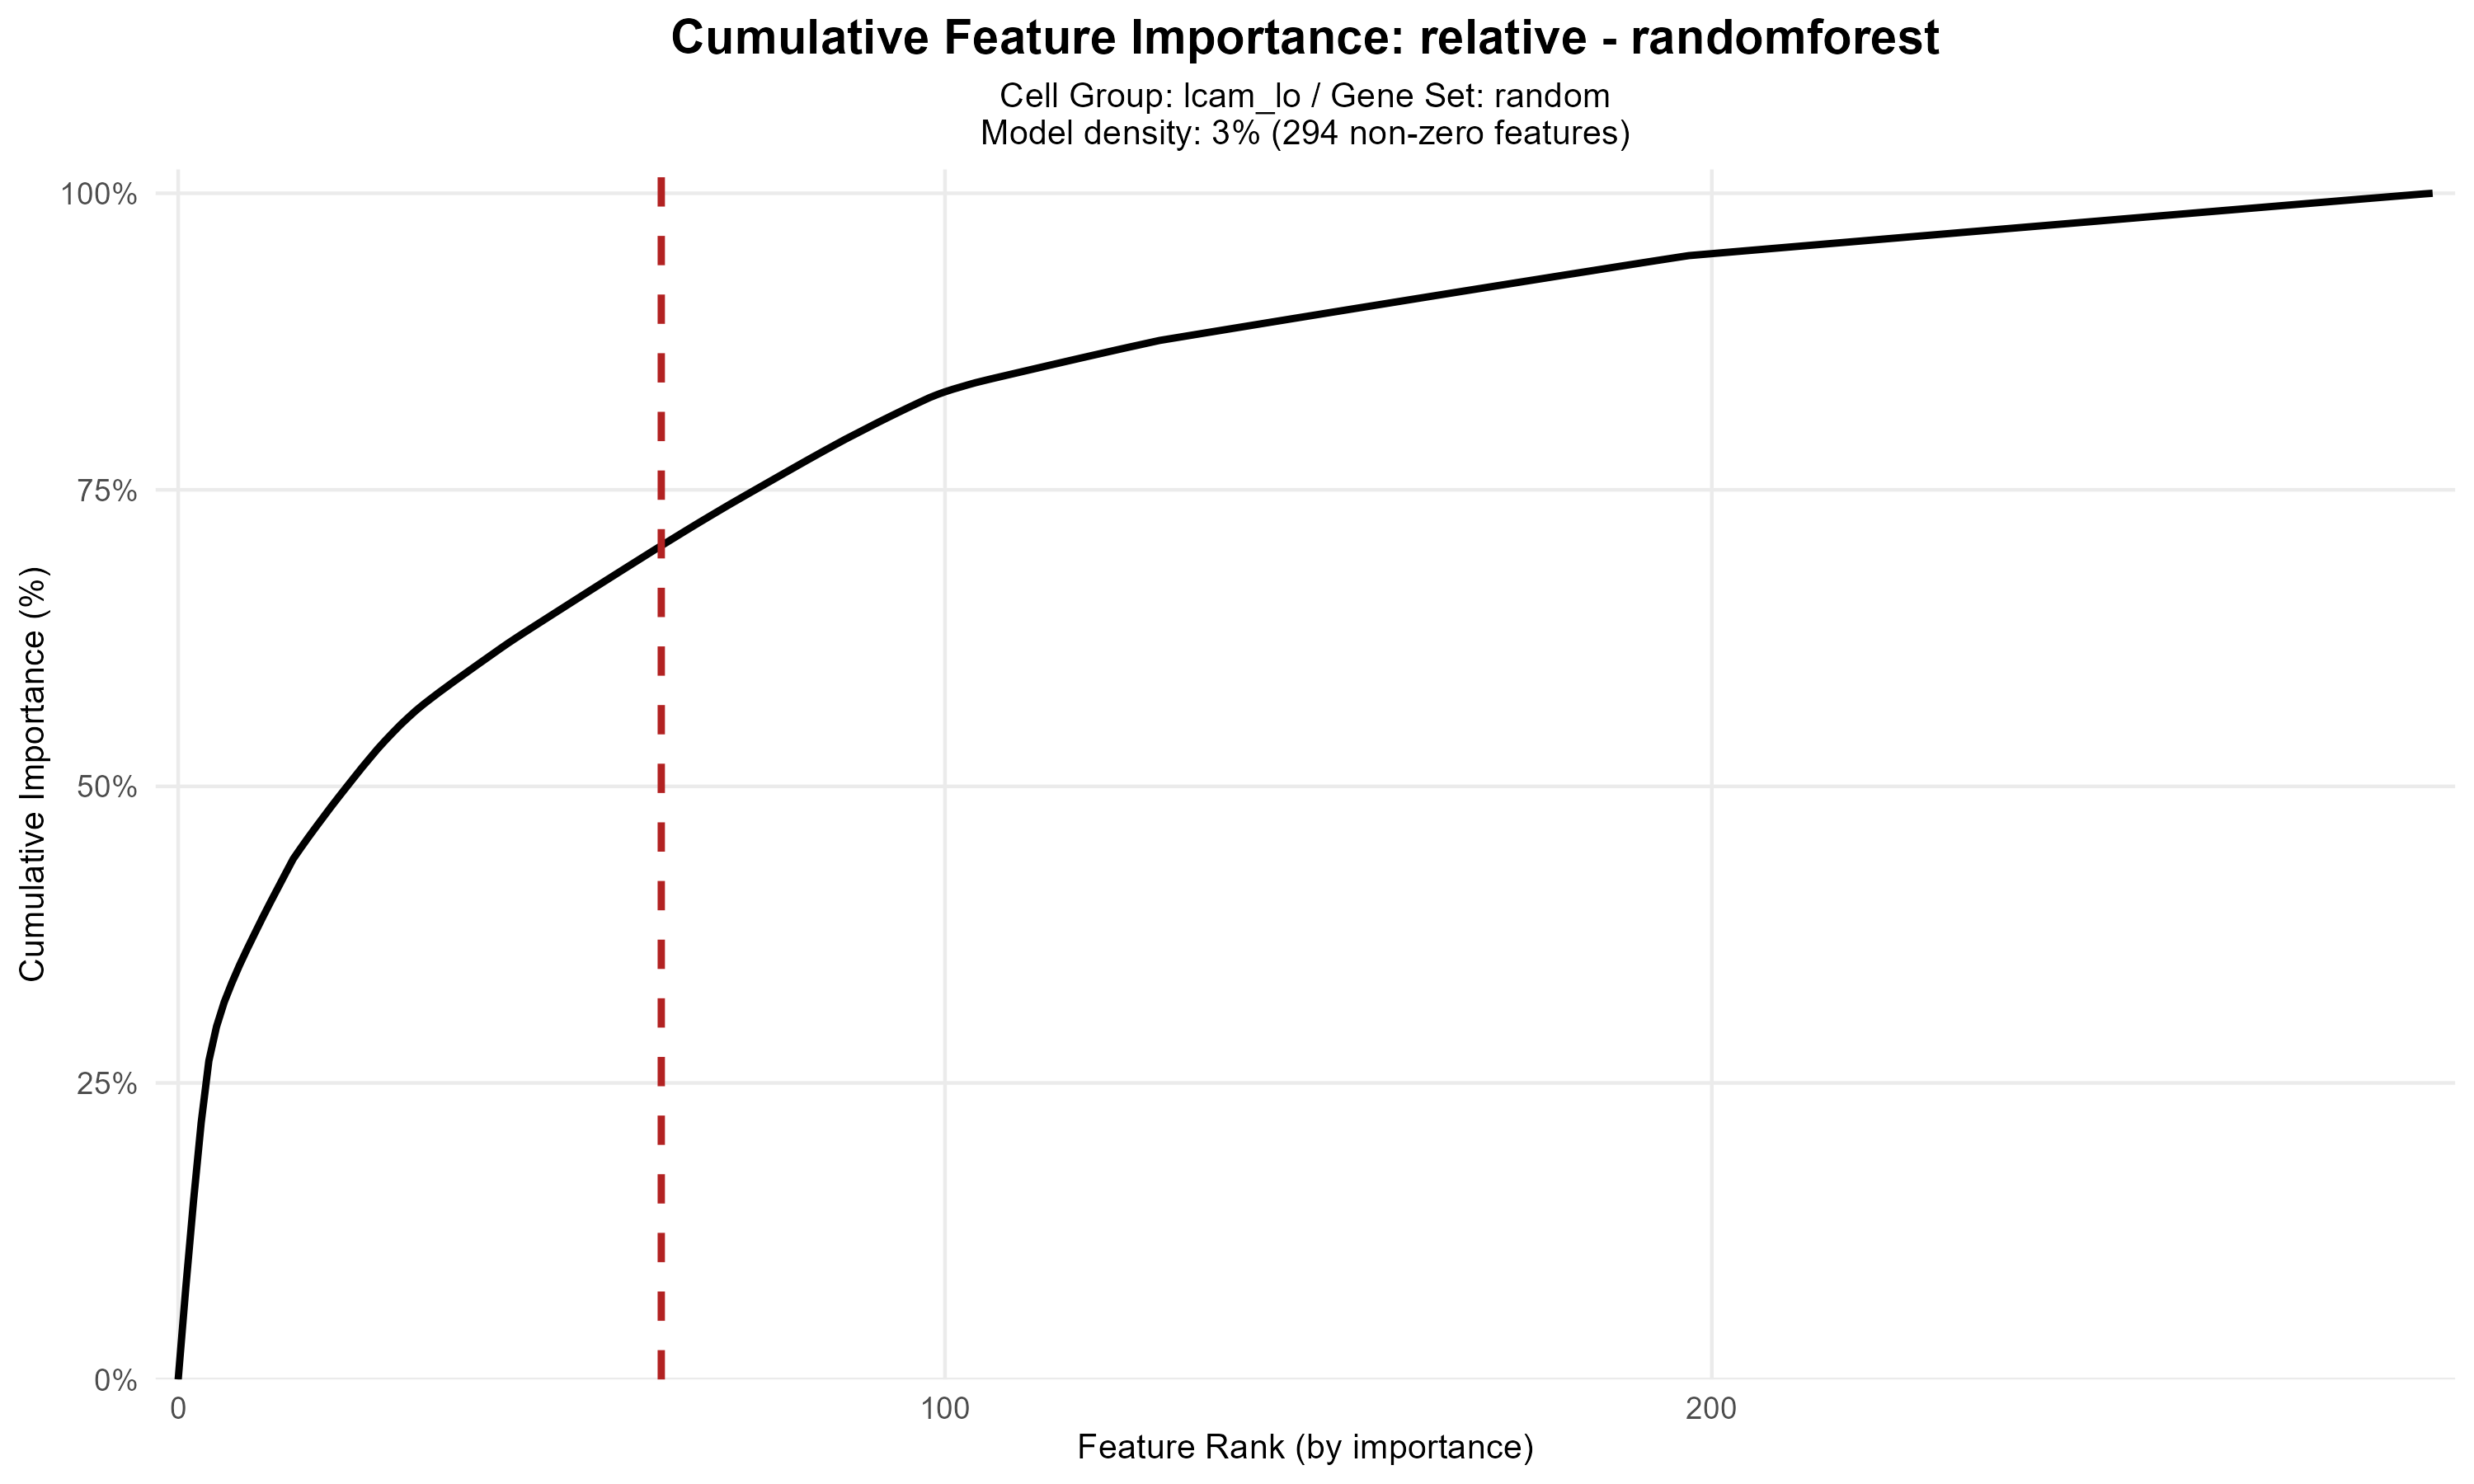 Cumulative Feature Importance: relative - randomforest
Cell Group: lcam_lo / Gene Set: random
Model density: 3% (294 non-zero features)
100%
75%
50%
25%
0%
Cumulative Importance (%)
0
100
200
Feature Rank (by importance)